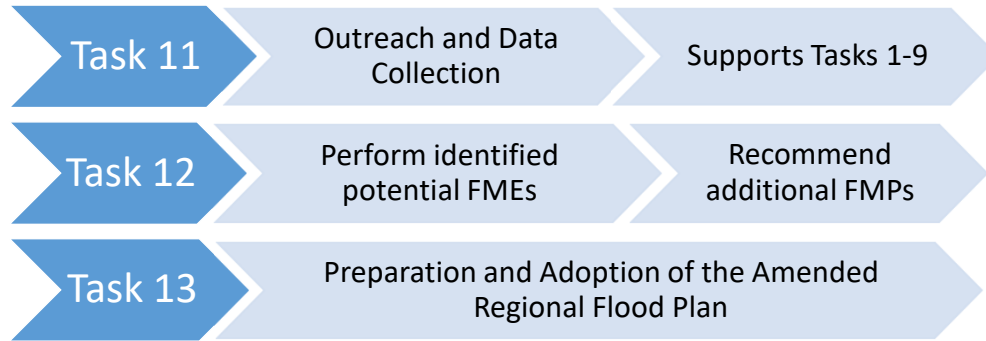 Task 11
Outreach and Data
Collection
Supports Tasks 1-9
Task 12
Perform identified
potential FMEs
Recommend
additional FMPs
Task 13
Preparation and Adoption of the Amended
Regional Flood Plan